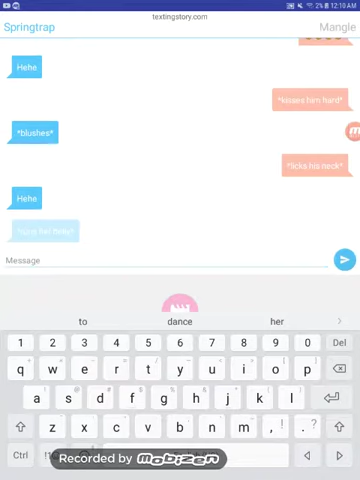 2% 12:10 AM
textingstory.com
Springtrap Mangle
Hehe
*kisses him hard*
*blushes*
*licks his neck*
Hehe
Message
to dance her
1 2 3 4 5 6 7 8 9 0 Del
q w e r t y u i o p
a s d f g h j k l
z x c v b n m , ! . ?
Ctrl
Recorded by mobizen